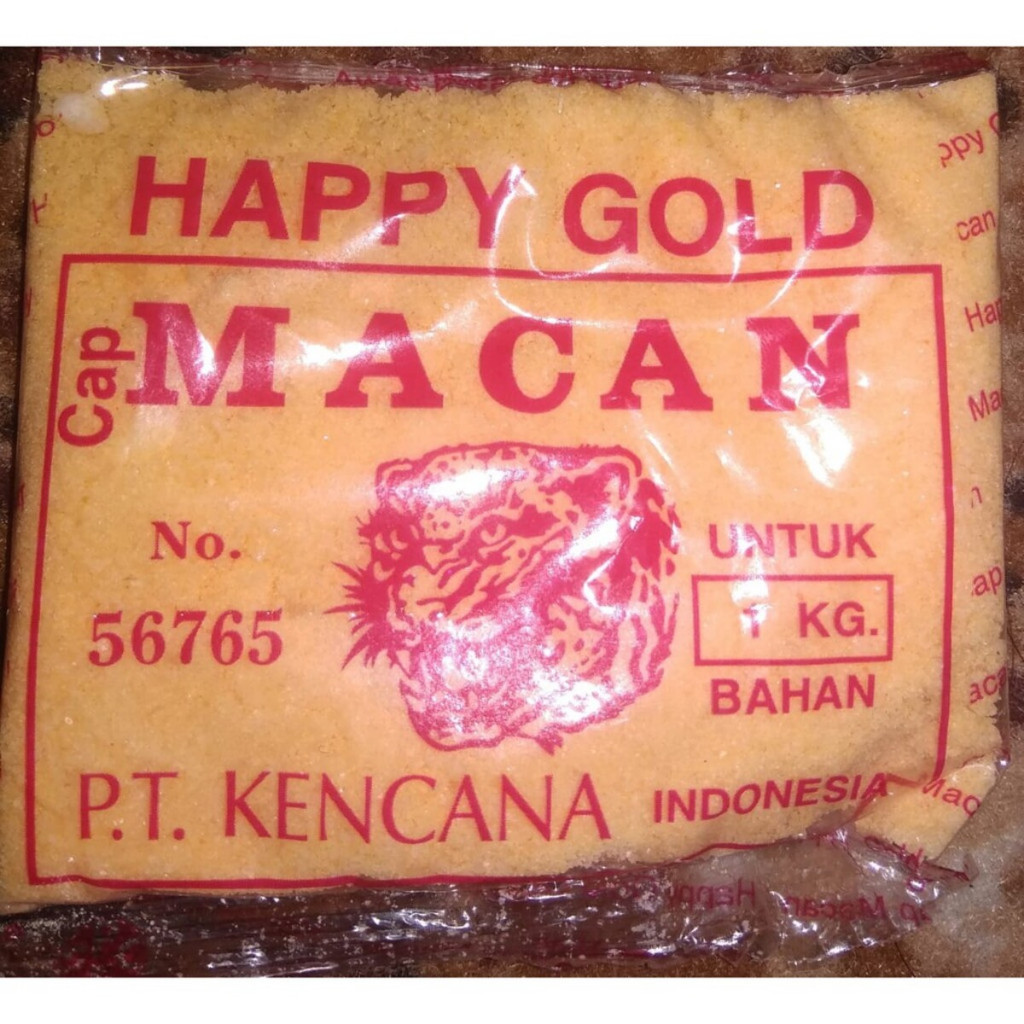 HAPPY GOLD
Cap
MACAN
No.
56765
UNTUK
1 KG.
BAHAN
P.T. KENCANA
INDONESIA